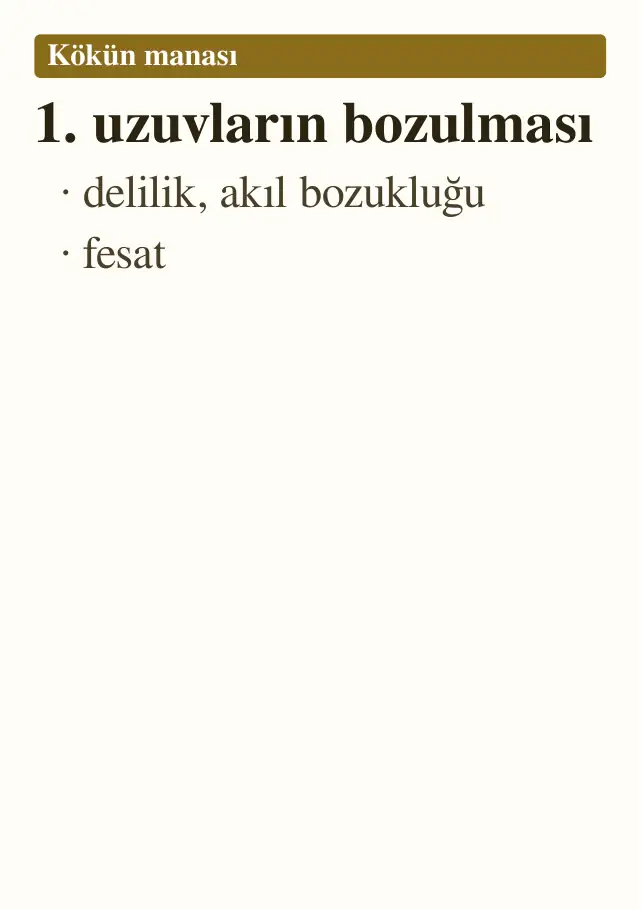 Kökün manası
1. uzuvların bozulması
· delilik, akıl bozukluğu
· fesat